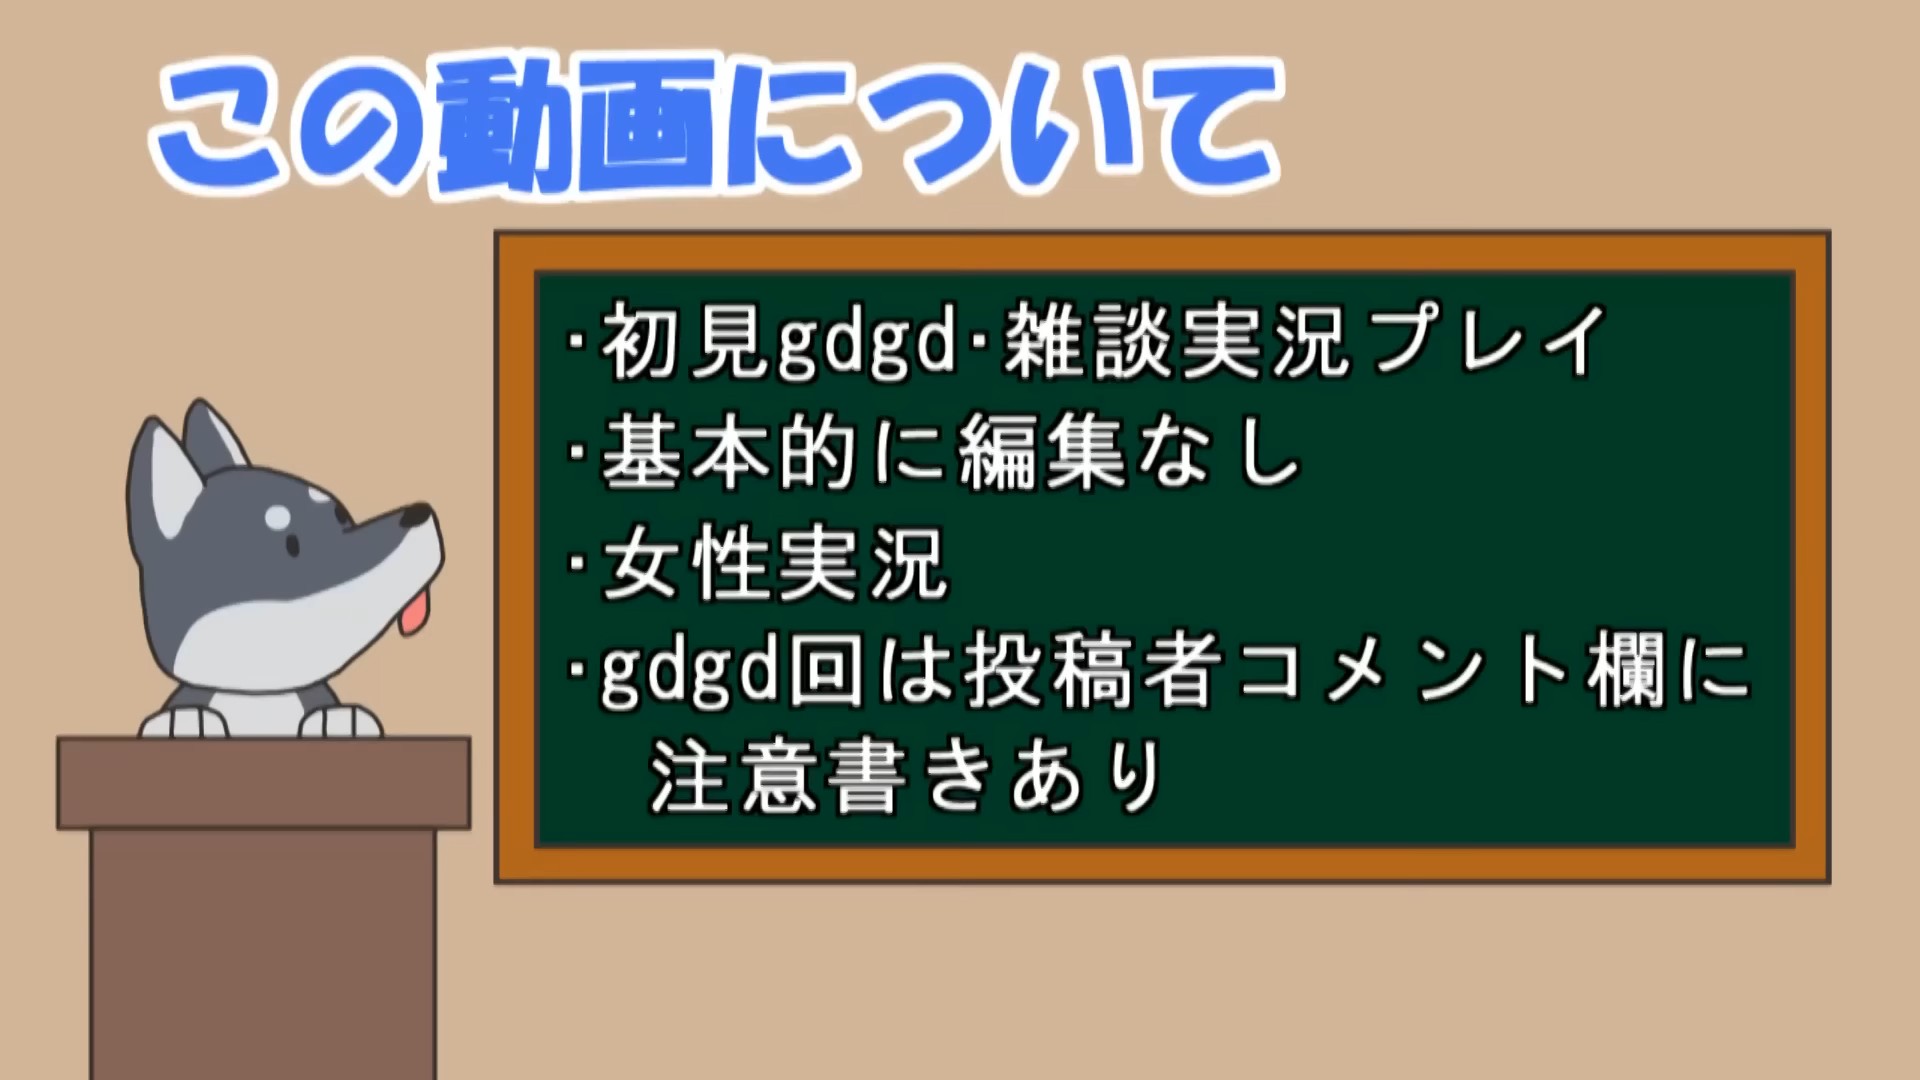 この動画について
・初見gdgd・雑談実況プレイ
・基本的に編集なし
・女性実況
・gdgd回は投稿者コメント欄に
注意書きあり